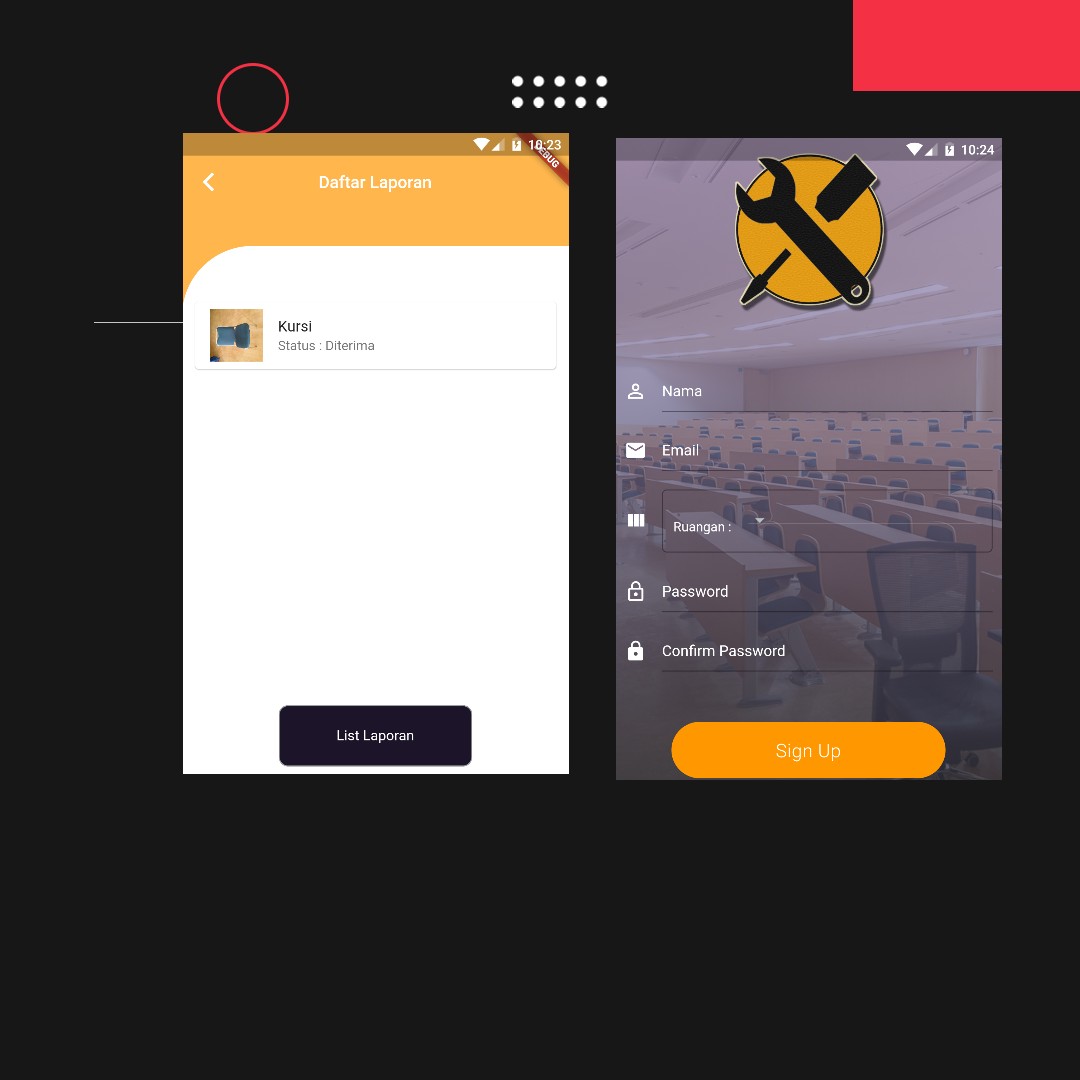 10:23
DEBUG
Daftar Laporan
Kursi
Status : Diterima
List Laporan
10:24
Nama
Email
Ruangan :
Password
Confirm Password
Sign Up